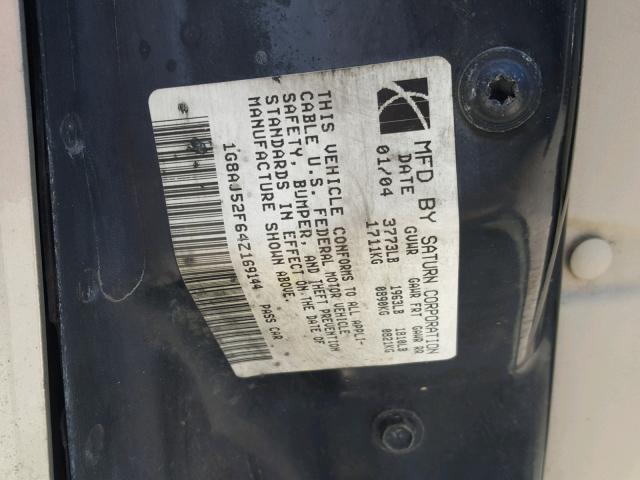 MFD BY SATURN CORPORATION
DATE GVWR GAWR FRT GAWR RR
01/04 3773LB 1963LB 1810LB
1711KG 0890KG 0821KG
THIS VEHICLE CONFORMS TO ALL APPLI-
CABLE U.S. FEDERAL MOTOR VEHICLE
SAFETY, BUMPER, AND THEFT PREVENTION
STANDARDS IN EFFECT ON THE DATE OF
MANUFACTURE SHOWN ABOVE.
1G8AJ52F64Z169144 PASS CAR